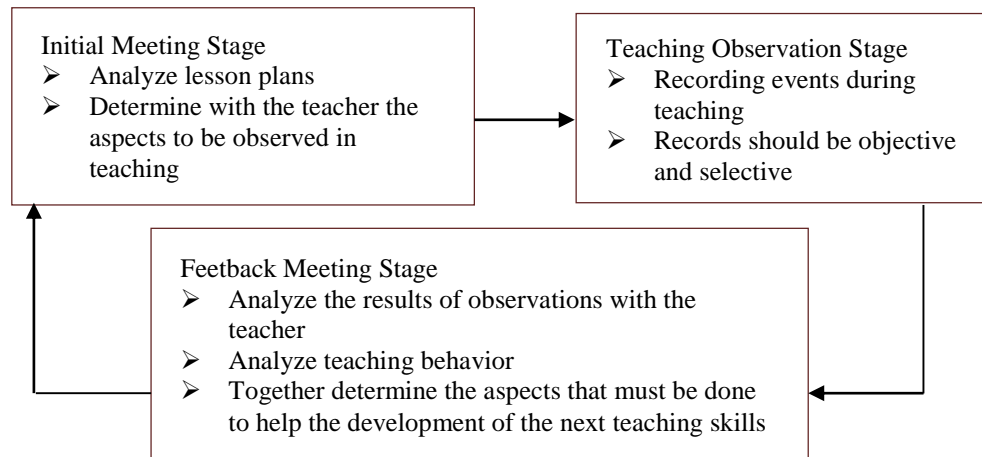 Initial Meeting Stage
➢ Analyze lesson plans
➢ Determine with the teacher the
aspects to be observed in
teaching
Teaching Observation Stage
➢ Recording events during
teaching
➢ Records should be objective
and selective
Feetback Meeting Stage
➢ Analyze the results of observations with the
teacher
➢ Analyze teaching behavior
➢ Together determine the aspects that must be done
to help the development of the next teaching skills